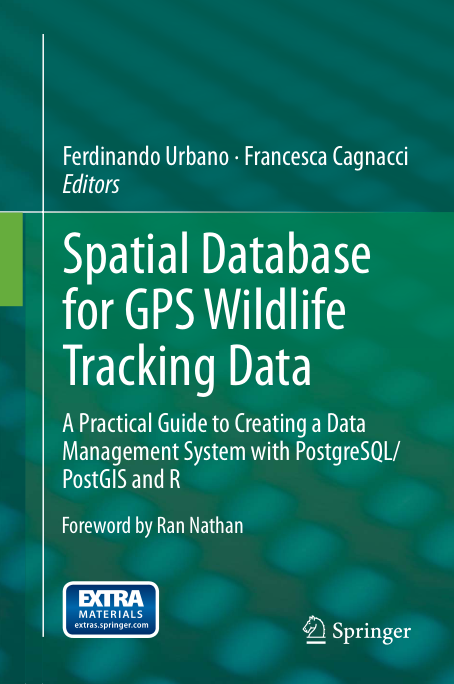 Ferdinando Urbano · Francesca Cagnacci
Editors
Spatial Database
for GPS Wildlife
Tracking Data
A Practical Guide to Creating a Data
Management System with PostgreSQL/
PostGIS and R
Foreword by Ran Nathan
EXTRA
MATERIALS
extras.springer.com
Springer